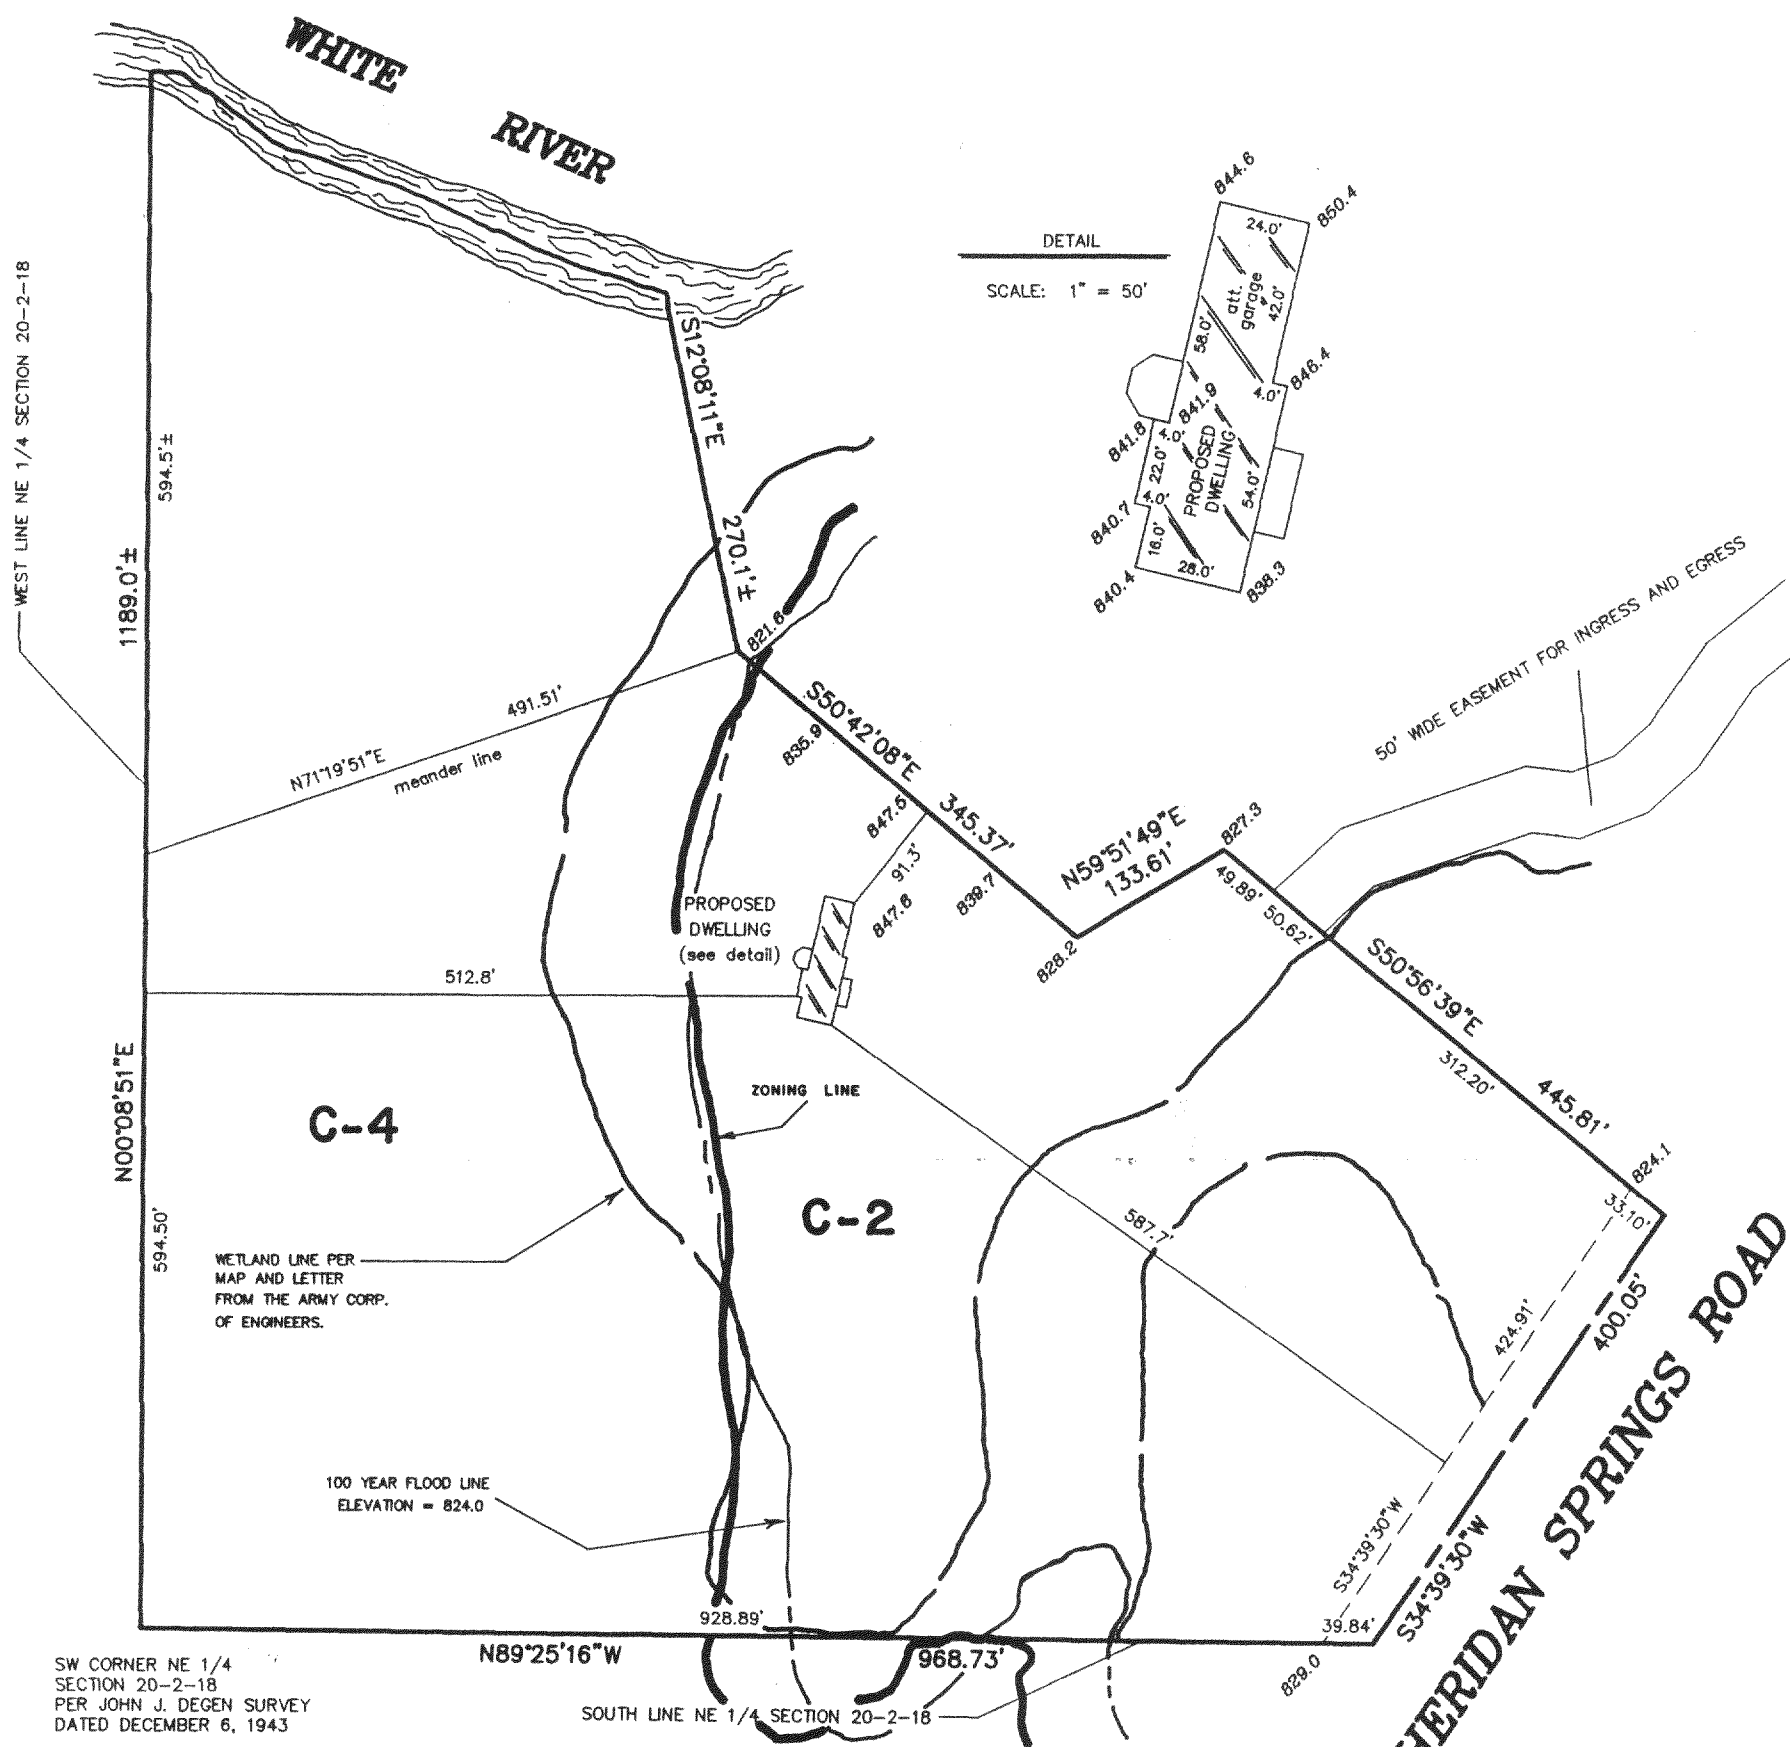 WHITE
RIVER
WEST LINE NE 1/4 SECTION 20-2-18
594.5'±
1189.0'±
S12°08'11"E
270.1'±
DETAIL
SCALE: 1" = 50'
844.6
850.4
24.0'
att.
garage
42.0'
58.0'
846.4
4.0'
841.9
841.8
4.0'
22.0'
PROPOSED
DWELLING
54.0'
4.0'
840.7
16.0'
28.0'
840.4
838.3
50' WIDE EASEMENT FOR INGRESS AND EGRESS
821.6
491.51'
N71°19'51"E
meander line
S50°42'08"E
345.37'
835.9
847.6
91.3'
839.7
847.8
N59°51'49"E
133.61'
827.3
828.2
49.89'
50.62'
S50°56'39"E
312.20'
445.81'
PROPOSED
DWELLING
(see detail)
512.8'
ZONING LINE
C-4
C-2
N00°08'51"E
594.50'
WETLAND LINE PER
MAP AND LETTER
FROM THE ARMY CORP.
OF ENGINEERS.
587.7'
824.1
33.10'
424.91'
400.05'
100 YEAR FLOOD LINE
ELEVATION = 824.0
S34°39'30"W
S34°39'30"W
39.84'
829.0
928.89'
N89°25'16"W
968.73'
SOUTH LINE NE 1/4 SECTION 20-2-18
SW CORNER NE 1/4
SECTION 20-2-18
PER JOHN J. DEGEN SURVEY
DATED DECEMBER 6, 1943
HERIDAN SPRINGS ROAD